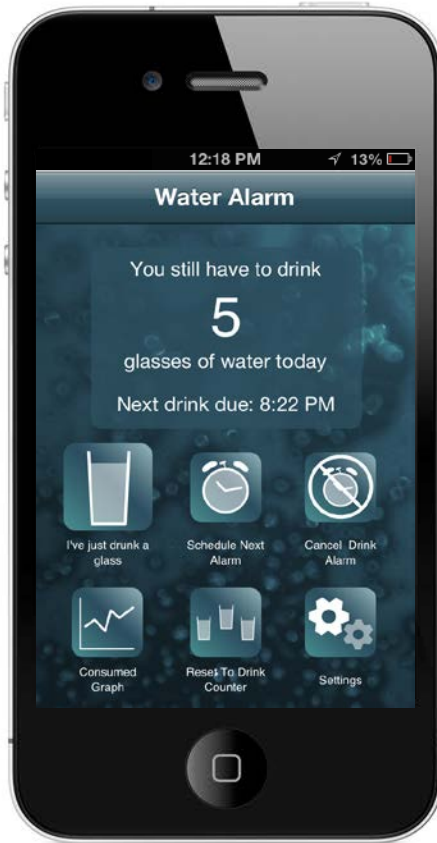 12:18 PM 13%
Water Alarm
You still have to drink
5
glasses of water today
Next drink due: 8:22 PM
I've just drunk a
glass
Schedule Next
Alarm
Cancel Drink
Alarm
Consumed
Graph
Reset To Drink
Counter
Settings